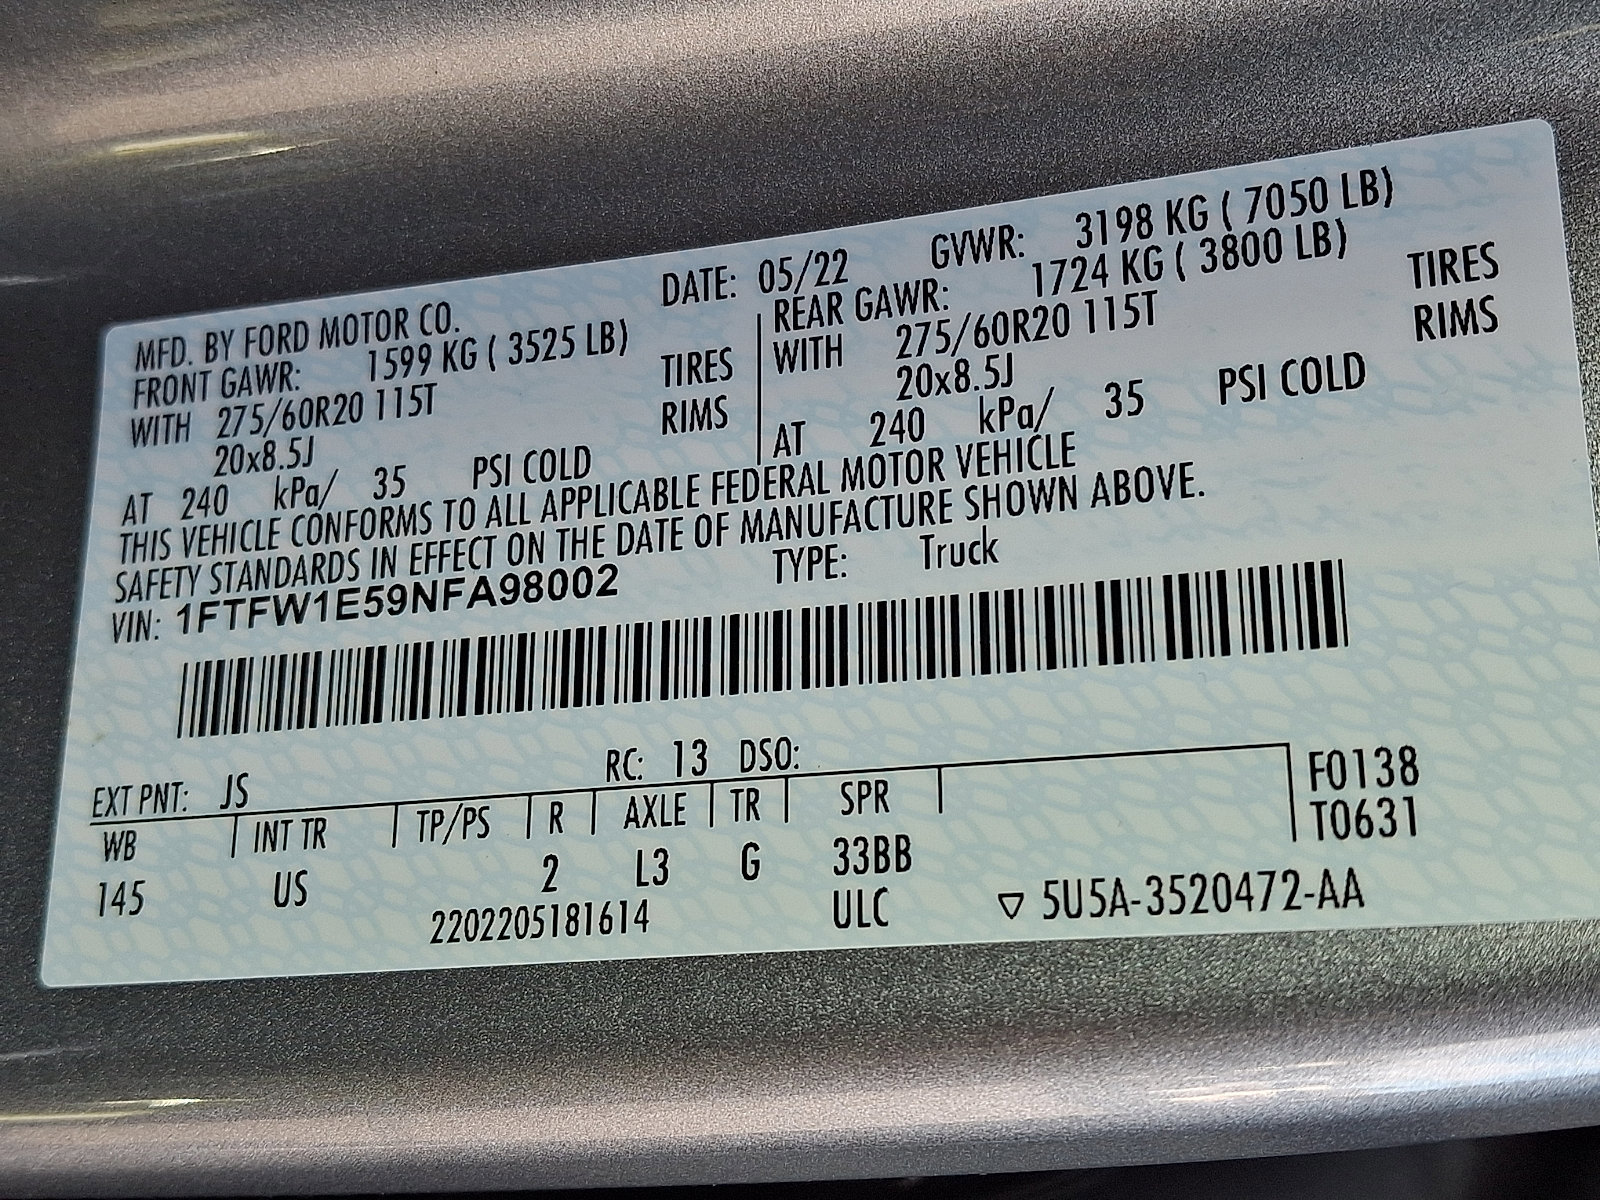 MFD. BY FORD MOTOR CO. DATE: 05/22 GVWR: 3198 KG ( 7050 LB)
FRONT GAWR: 1599 KG ( 3525 LB) REAR GAWR: 1724 KG ( 3800 LB)
WITH 275/60R20 115T TIRES WITH 275/60R20 115T TIRES
20x8.5J RIMS 20x8.5J RIMS
AT 240 kPa/ 35 PSI COLD AT 240 kPa/ 35 PSI COLD
THIS VEHICLE CONFORMS TO ALL APPLICABLE FEDERAL MOTOR VEHICLE
SAFETY STANDARDS IN EFFECT ON THE DATE OF MANUFACTURE SHOWN ABOVE.
VIN: 1FTFW1E59NFA98002 TYPE: Truck
EXT PNT: JS RC: 13 DSO: F0138
WB INT TR TP/PS R AXLE TR SPR T0631
145 US 2 L3 G 33BB
2202205181614 ULC ▽ 5U5A-3520472-AA